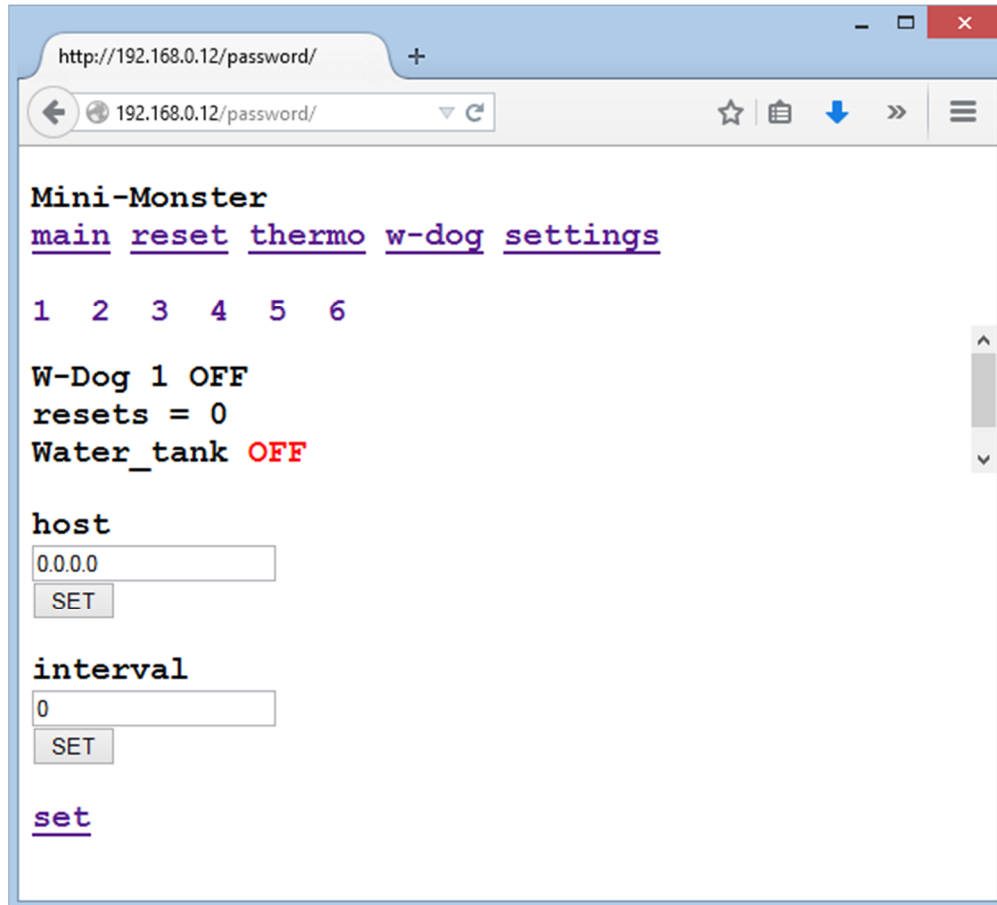 http://192.168.0.12/password/
192.168.0.12/password/
Mini-Monster
main reset thermo w-dog settings
1 2 3 4 5 6
W-Dog 1 OFF
resets = 0
Water_tank OFF
host
0.0.0.0
SET
interval
0
SET
set